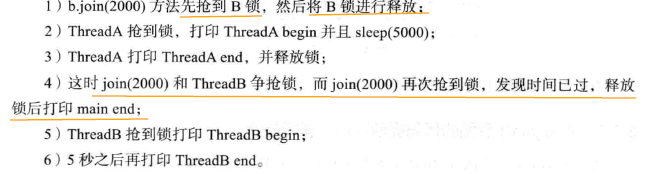 1）b.join(2000) 方法先抢到 B 锁，然后将 B 锁进行释放；
2）ThreadA 抢到锁，打印 ThreadA begin 并且 sleep(5000)；
3）ThreadA 打印 ThreadA end，并释放锁；
4）这时 join(2000) 和 ThreadB 争抢锁，而 join(2000) 再次抢到锁，发现时间已过，释放
锁后打印 main end；
5）ThreadB 抢到锁打印 ThreadB begin；
6）5 秒之后再打印 ThreadB end。